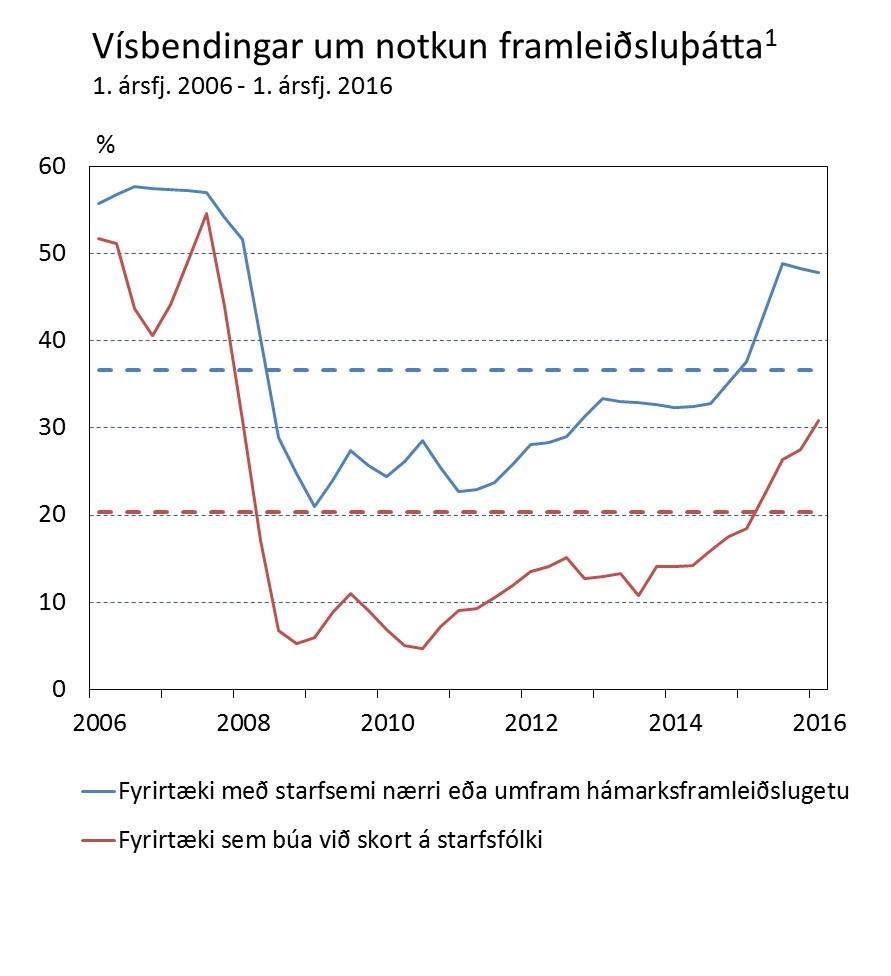 Vísbendingar um notkun framleiðsluþátta¹
1. ársfj. 2006 - 1. ársfj. 2016
%
60
50
40
30
20
10
0
2006 2008 2010 2012 2014 2016
Fyrirtæki með starfsemi nærri eða umfram hámarksframleiðslugetu
Fyrirtæki sem búa við skort á starfsfólki